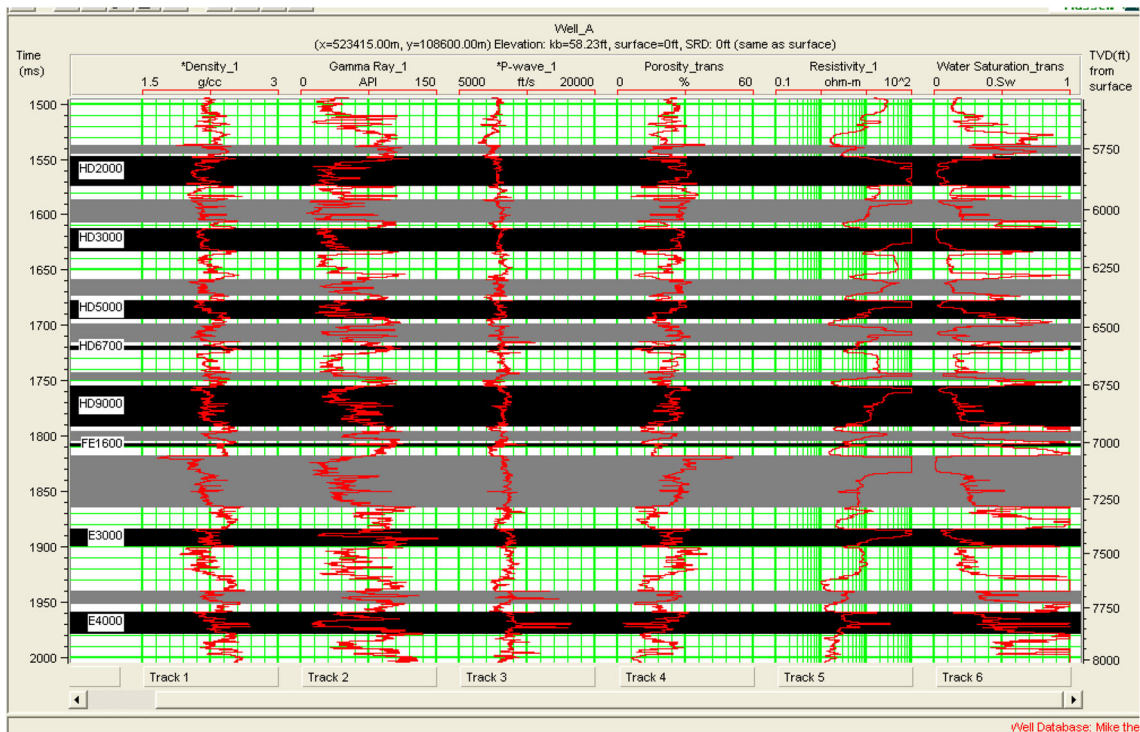 Well_A
(x=523415.00m, y=108600.00m) Elevation: kb=58.23ft, surface=0ft, SRD: 0ft (same as surface)
Time
(ms)
*Density_1
g/cc
1.5 3
Gamma Ray_1
API
0 150
*P-wave_1
ft/s
5000 20000
Porosity_trans
%
0 60
Resistivity_1
ohm-m
0.1 10^2
Water Saturation_trans
0.Sw
0 1
TVD(ft)
from
surface
1500
1550
1600
1650
1700
1750
1800
1850
1900
1950
2000
HD2000
HD3000
HD5000
HD6700
HD9000
FE1600
E3000
E4000
5750
6000
6250
6500
6750
7000
7250
7500
7750
8000
Track 1 Track 2 Track 3 Track 4 Track 5 Track 6
Well Database: Mike the